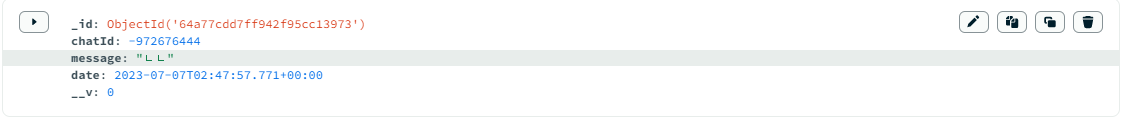 _id: ObjectId('64a77cdd7ff942f95cc13973')
chatId: -972676444
message: "ㄴㄴ"
date: 2023-07-07T02:47:57.771+00:00
__v: 0